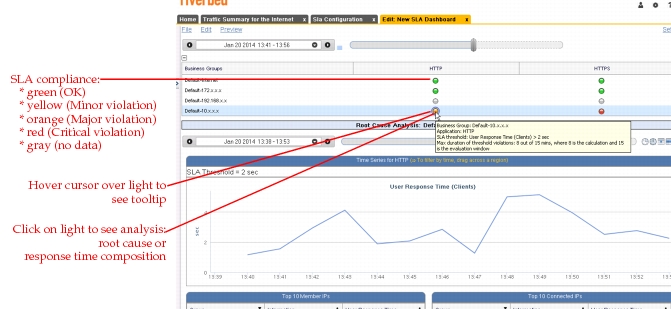 riverbed
Home Traffic Summary for the Internet x Sla Configuration x Edit: New SLA Dashboard x
File Edit Preview
Jan 20 2014 13:41 - 13:56
Business Groups HTTP HTTPS
Default-Internet
Default-172.x.x.x
Default-192.168.x.x
Default-10.x.x.x
SLA compliance:
* green (OK)
* yellow (Minor violation)
* orange (Major violation)
* red (Critical violation)
* gray (no data)
Business Group: Default-10.x.x.x
Application: HTTP
SLA threshold: User Response Time (Clients) > 2 sec
Max duration of threshold violations: 8 out of 15 mins, where 8 is the calculation and 15
is the evaluation window
Root Cause Analysis:
Jan 20 2014 13:38 - 13:53
Time Series for HTTP (To filter by time, drag across a region)
SLA Threshold = 2 sec
Hover cursor over light to
see tooltip
Click on light to see analysis:
root cause or
response time composition
User Response Time (Clients)
sec
4
2
0
13:39 13:40 13:41 13:42 13:43 13:44 13:45 13:46 13:47 13:48 13:49 13:50 13:51 13:52
Top 10 Member IPs Top 10 Connected IPs